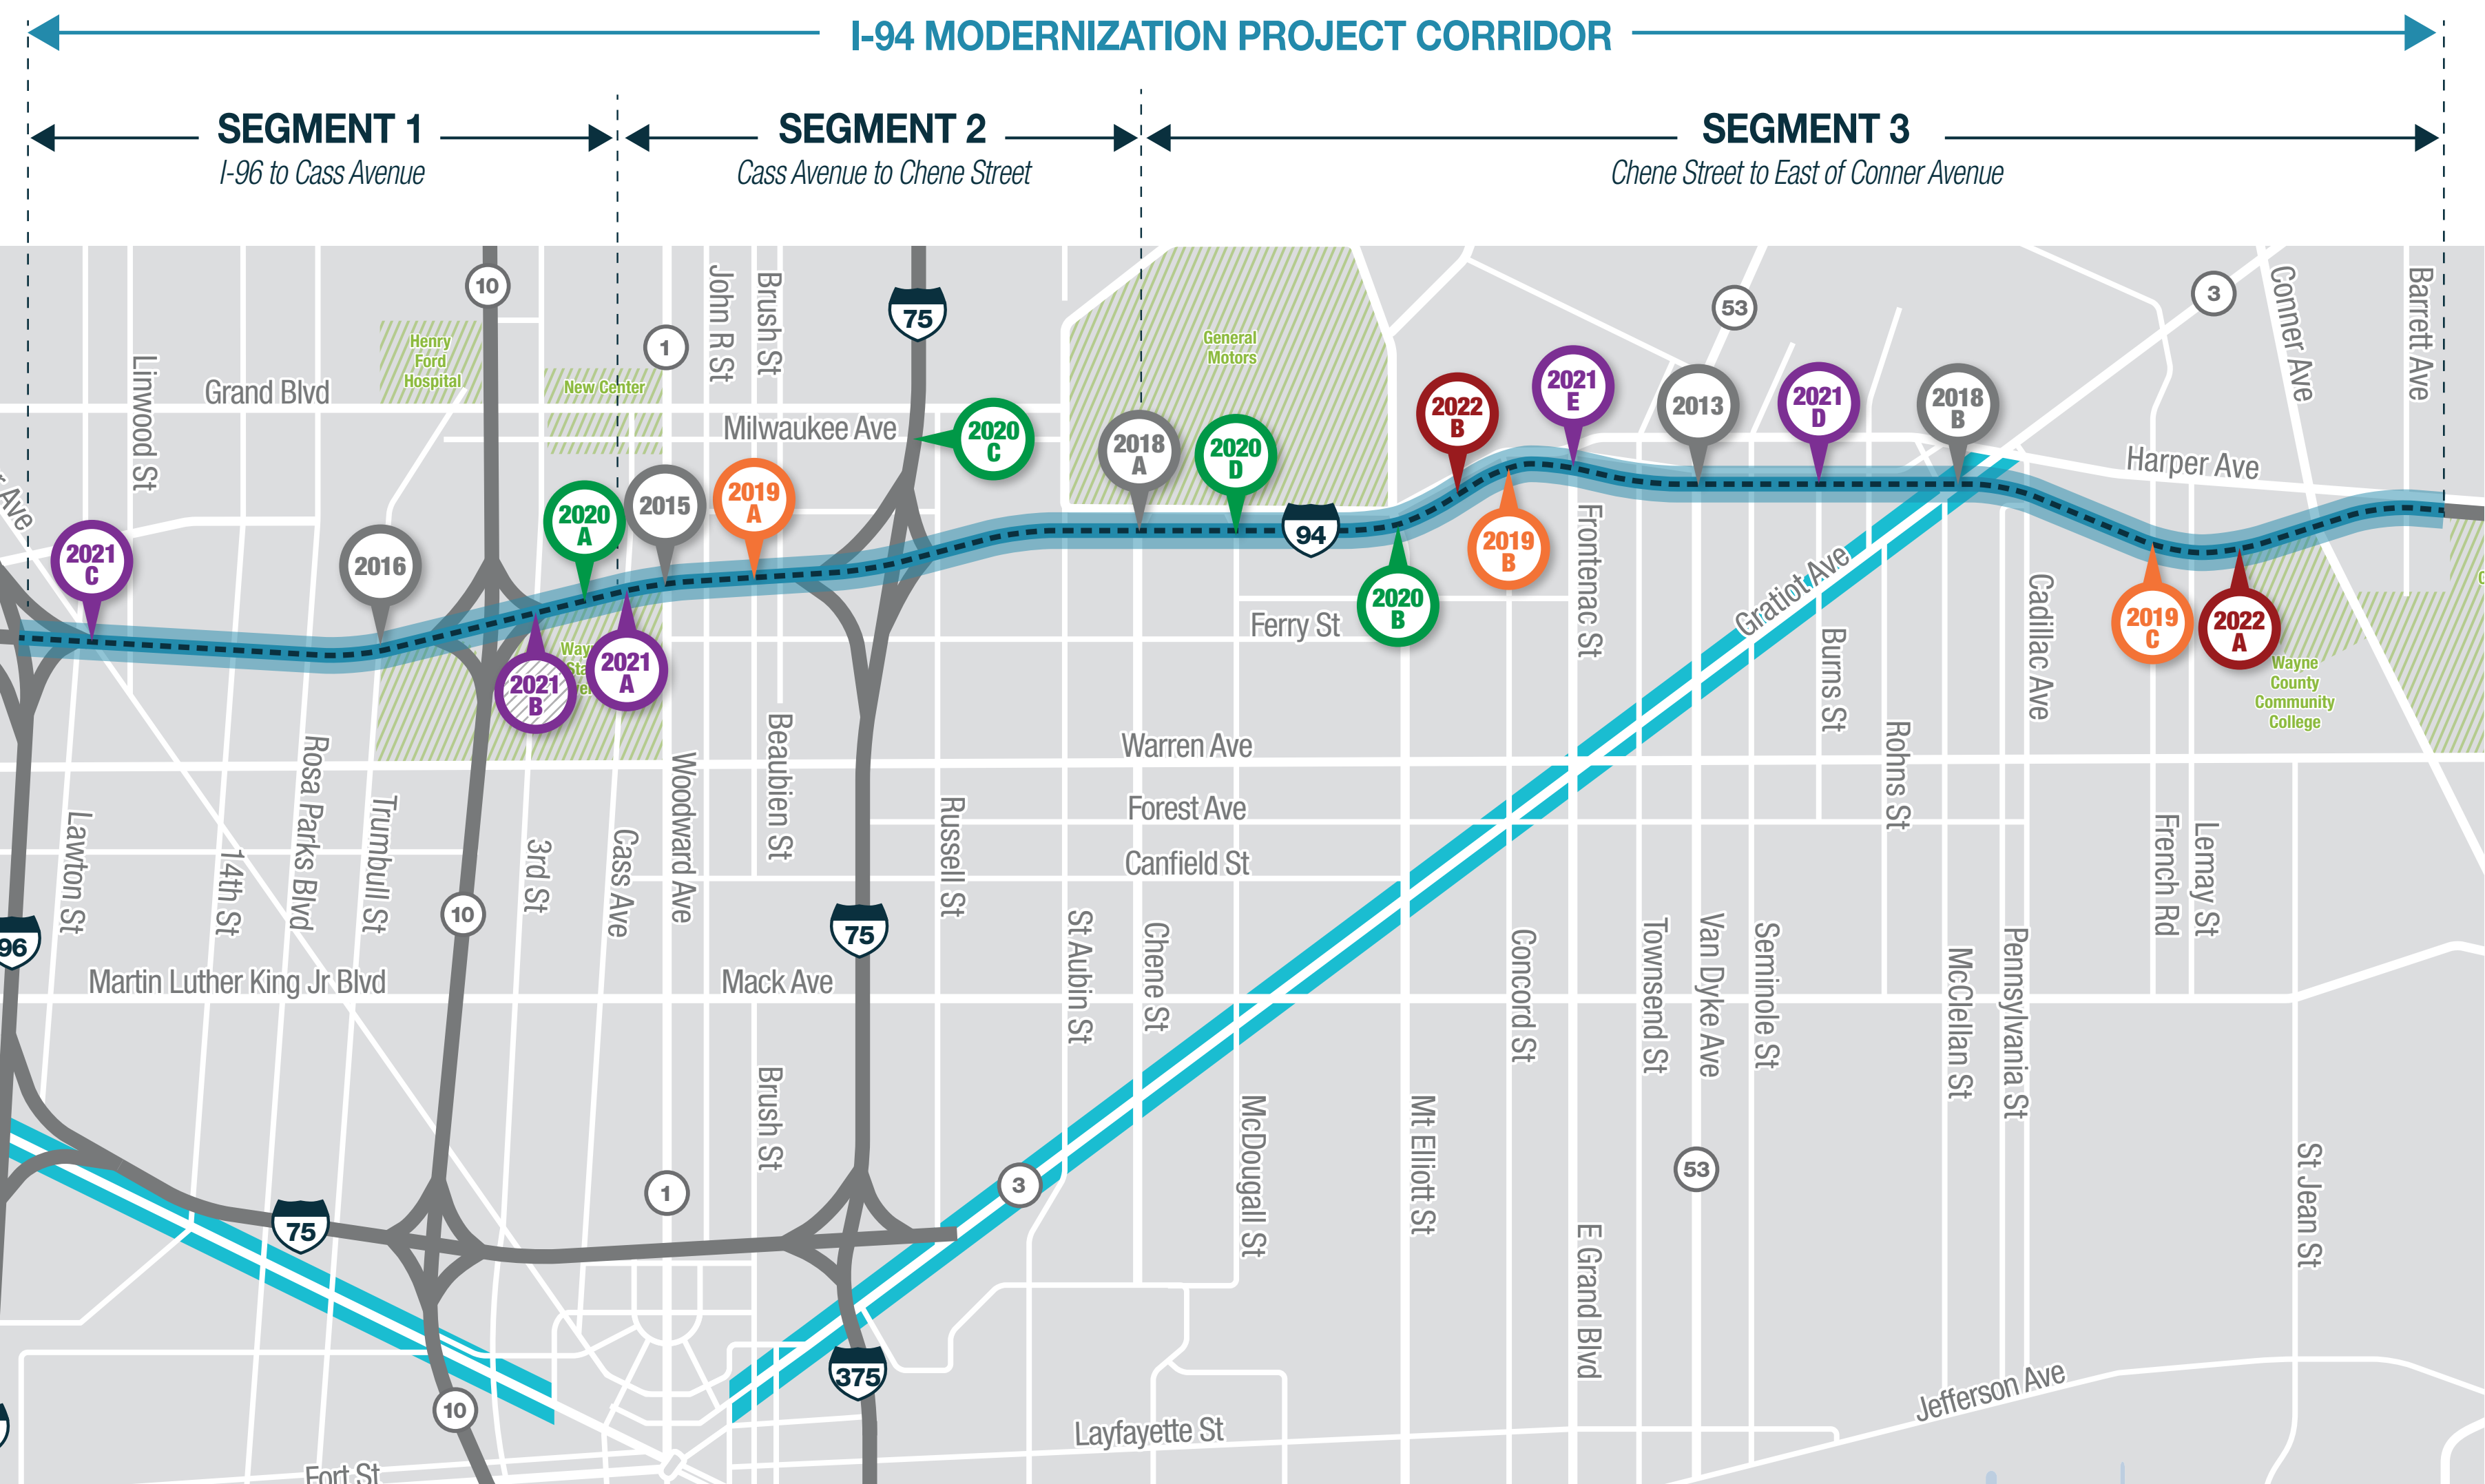 I-94 MODERNIZATION PROJECT CORRIDOR
SEGMENT 1
I-96 to Cass Avenue
SEGMENT 2
Cass Avenue to Chene Street
SEGMENT 3
Chene Street to East of Conner Avenue
10
1
John R St
Brush St
75
General
Motors
53
3
Conner Ave
Barrett Ave
Henry
Ford
Hospital
New Center
Linwood St
Grand Blvd
Milwaukee Ave
2020
C
2018
A
2020
D
2022
B
2021
E
2013
2021
D
2018
B
Harper Ave
Ave
2021
C
2016
2020
A
2015
2019
A
94
2019
B
2020
B
Frontenac St
Gratiot Ave
Ferry St
2021
B
2021
A
Burns St
Cadillac Ave
2019
C
2022
A
Wayne
County
Community
College
Warren Ave
Forest Ave
Canfield St
Lawton St
14th St
Rosa Parks Blvd
Trumbull St
10
3rd St
Cass Ave
Woodward Ave
Beaubien St
75
Russell St
St Aubin St
Chene St
Concord St
Townsend St
Van Dyke Ave
Seminole St
Rohns St
McClellan St
Pennsylvania St
French Rd
Lemay St
96
Martin Luther King Jr Blvd
Mack Ave
Brush St
McDougall St
Mt Elliott St
53
St Jean St
75
1
3
E Grand Blvd
375
10
Layfayette St
Jefferson Ave
Fort St